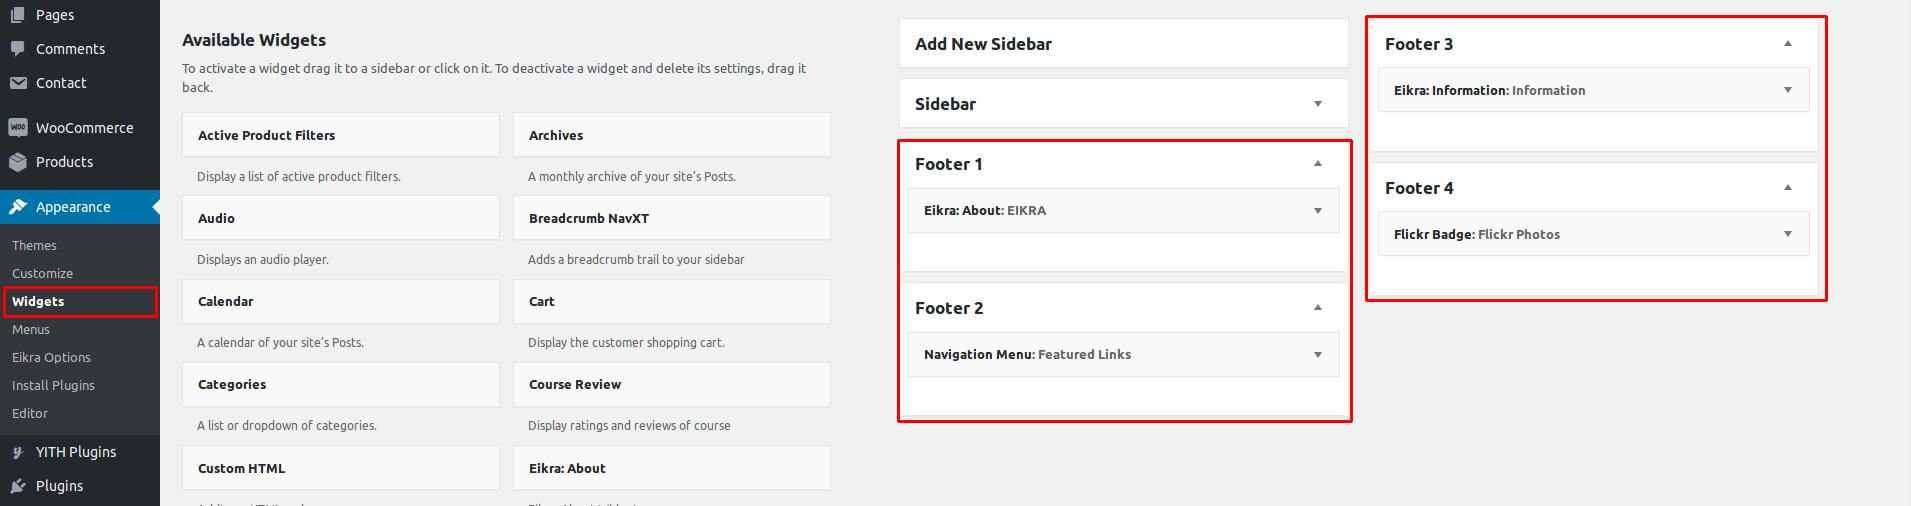 Pages
Comments
Contact
WOO WooCommerce
Products
Appearance
Themes
Customize
Widgets
Menus
Eikra Options
Install Plugins
Editor
YITH Plugins
Plugins
Available Widgets
To activate a widget drag it to a sidebar or click on it. To deactivate a widget and delete its settings, drag it
back.
Active Product Filters
Display a list of active product filters.
Archives
A monthly archive of your site’s Posts.
Audio
Displays an audio player.
Breadcrumb NavXT
Adds a breadcrumb trail to your sidebar
Calendar
A calendar of your site’s Posts.
Cart
Display the customer shopping cart.
Categories
A list or dropdown of categories.
Course Review
Display ratings and reviews of course
Custom HTML
Eikra: About
Add New Sidebar
Sidebar
Footer 1
Eikra: About: EIKRA
Footer 2
Navigation Menu: Featured Links
Footer 3
Eikra: Information: Information
Footer 4
Flickr Badge: Flickr Photos